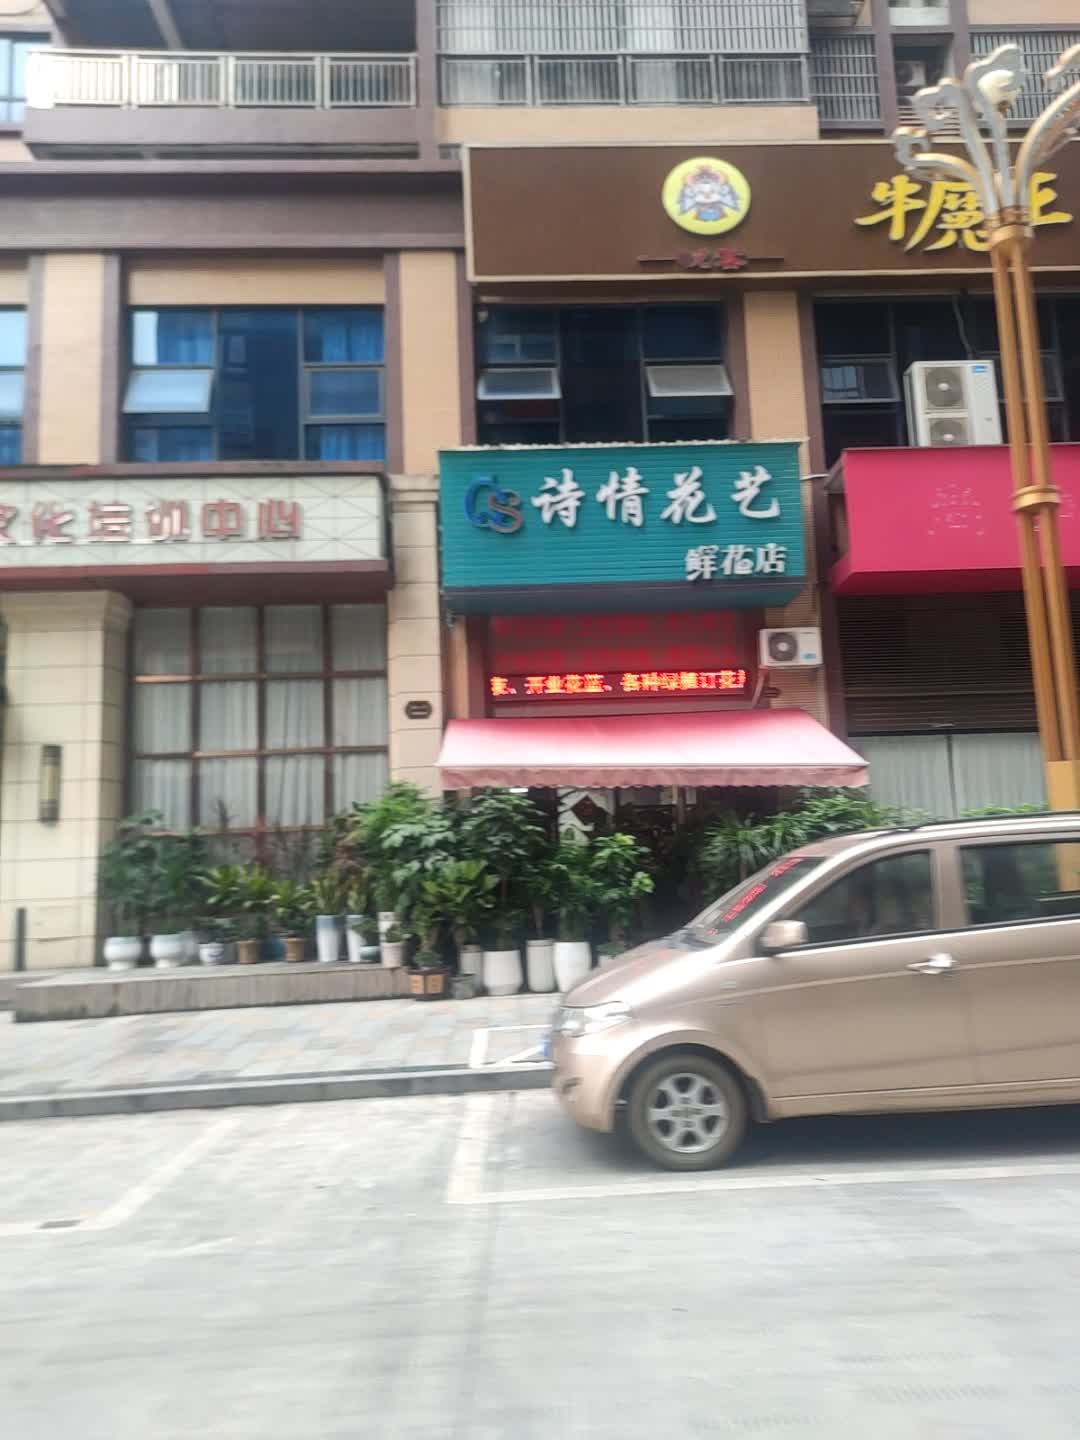 牛魔王
文化培训中心
诗情花艺
鲜花店
花、开业花篮、各种绿植订花